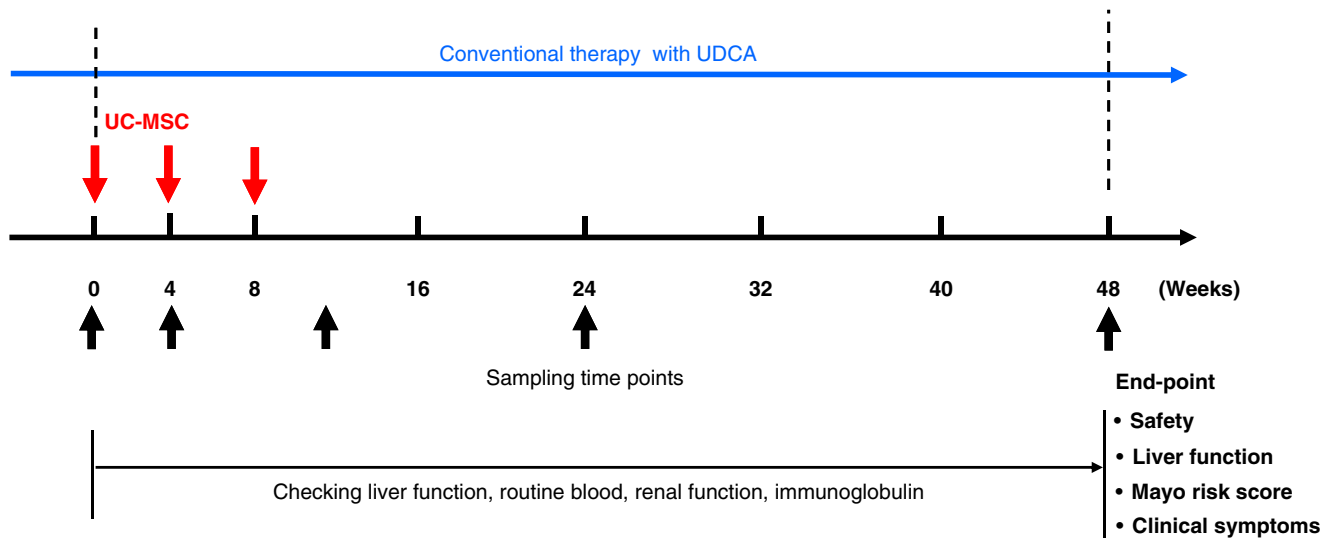 Conventional therapy with UDCA
UC-MSC
0 4 8 16 24 32 40 48 (Weeks)
Sampling time points
End-point
• Safety
• Liver function
Checking liver function, routine blood, renal function, immunoglobulin
• Mayo risk score
• Clinical symptoms